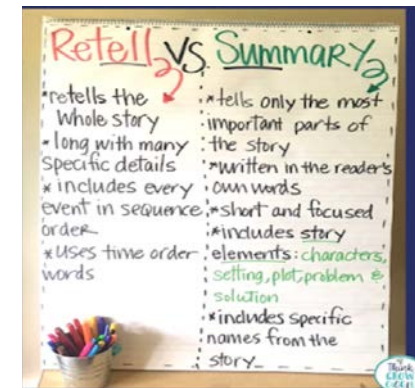 Retell VS. Summary
*retells the
whole story
*long with many
specific details
*includes every
event in sequence
order
*uses time order
words
*tells only the most
important parts of
the story
*written in the reader's
own words
*short and focused
*includes story
elements: characters,
setting, plot, problem &
solution
*includes specific
names from the
story
Think
GROW